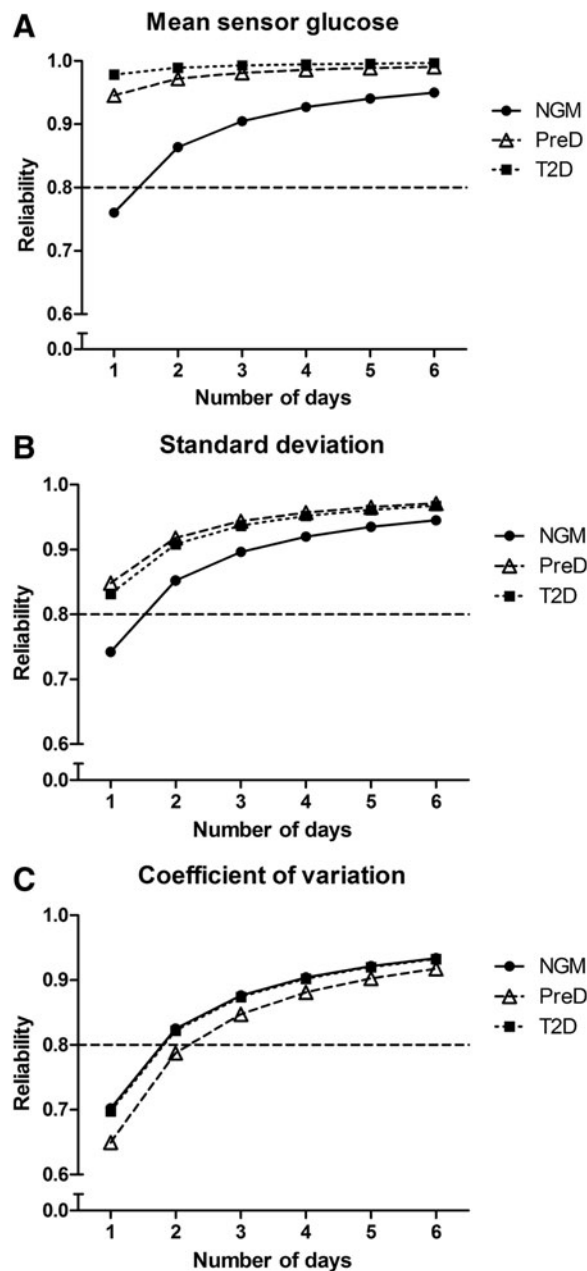 A
Mean sensor glucose
1.0
0.9
0.8
0.7
0.6
0.0
Reliability
1 2 3 4 5 6
Number of days
NGM
PreD
T2D
B
Standard deviation
1.0
0.9
0.8
0.7
0.6
0.0
Reliability
1 2 3 4 5 6
Number of days
NGM
PreD
T2D
C
Coefficient of variation
1.0
0.9
0.8
0.7
0.6
0.0
Reliability
1 2 3 4 5 6
Number of days
NGM
PreD
T2D